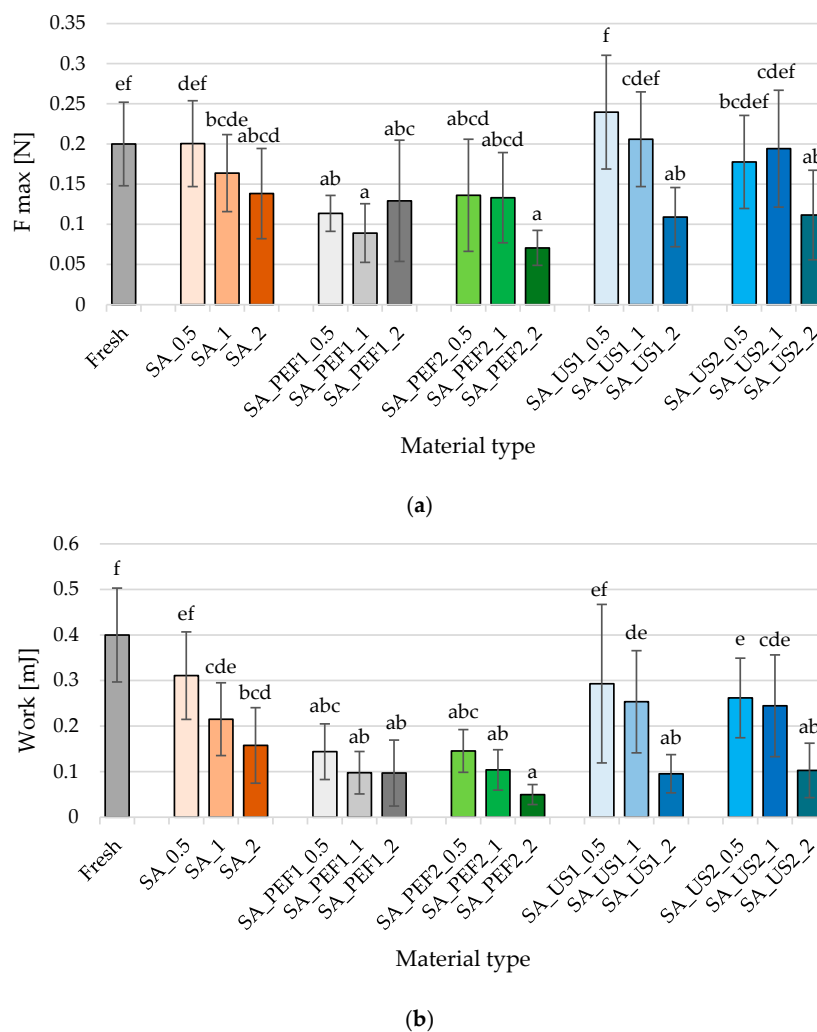 0.35
0.3
0.25
0.2
0.15
0.1
0.05
0
F max [N]
ef
def
bcde
abcd
ab
a
abc
abcd
abcd
a
f
cdef
ab
bcdef
cdef
ab
Fresh
SA_0.5
SA_1
SA_2
SA_PEF1_0.5
SA_PEF1_1
SA_PEF1_2
SA_PEF2_0.5
SA_PEF2_1
SA_PEF2_2
SA_US1_0.5
SA_US1_1
SA_US1_2
SA_US2_0.5
SA_US2_1
SA_US2_2
Material type
(a)
0.6
0.5
0.4
0.3
0.2
0.1
0
Work [mJ]
f
ef
cde
bcd
abc
ab
ab
abc
ab
a
ef
de
ab
e
cde
ab
Fresh
SA_0.5
SA_1
SA_2
SA_PEF1_0.5
SA_PEF1_1
SA_PEF1_2
SA_PEF2_0.5
SA_PEF2_1
SA_PEF2_2
SA_US1_0.5
SA_US1_1
SA_US1_2
SA_US2_0.5
SA_US2_1
SA_US2_2
Material type
(b)